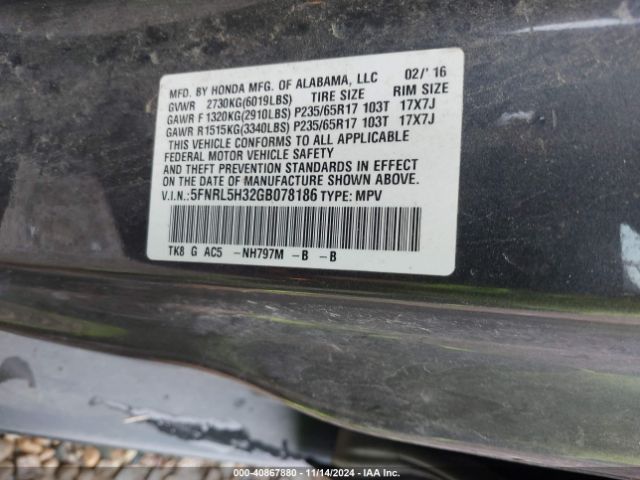 MFD. BY HONDA MFG. OF ALABAMA, LLC 02/' 16
GVWR 2730KG(6019LBS) TIRE SIZE RIM SIZE
GAWR F 1320KG(2910LBS) P235/65R17 103T 17X7J
GAWR R1515KG(3340LBS) P235/65R17 103T 17X7J
THIS VEHICLE CONFORMS TO ALL APPLICABLE
FEDERAL MOTOR VEHICLE SAFETY
AND THEFT PREVENTION STANDARDS IN EFFECT
ON THE DATE OF MANUFACTURE SHOWN ABOVE.
V.I.N.:5FNRL5H32GB078186 TYPE: MPV
TK8 G AC5 -NH797M -B -B
000-40867880 - 11/14/2024 - IAA Inc.